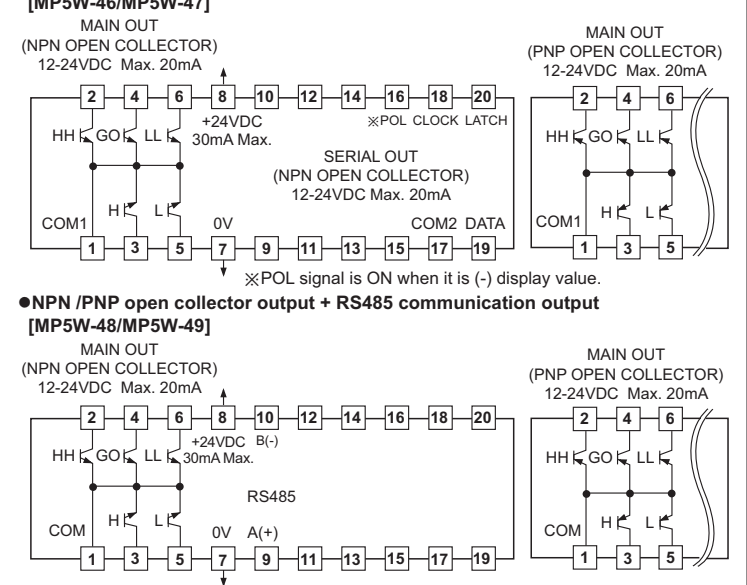 [MP5W-46/MP5W-47]
MAIN OUT
(NPN OPEN COLLECTOR)
12-24VDC Max. 20mA
2 4 6 8 10 12 14 16 18 20
HH GO LL
+24VDC
30mA Max.
※POL CLOCK LATCH
SERIAL OUT
(NPN OPEN COLLECTOR)
12-24VDC Max. 20mA
H L
COM1 0V COM2 DATA
1 3 5 7 9 11 13 15 17 19
MAIN OUT
(PNP OPEN COLLECTOR)
12-24VDC Max. 20mA
2 4 6
HH GO LL
H L
COM1
1 3 5
※POL signal is ON when it is (-) display value.
●NPN /PNP open collector output + RS485 communication output
[MP5W-48/MP5W-49]
MAIN OUT
(NPN OPEN COLLECTOR)
12-24VDC Max. 20mA
2 4 6 8 10 12 14 16 18 20
HH GO LL
+24VDC B(-)
30mA Max.
RS485
H L
COM 0V A(+)
1 3 5 7 9 11 13 15 17 19
MAIN OUT
(PNP OPEN COLLECTOR)
12-24VDC Max. 20mA
2 4 6
HH GO LL
H L
COM
1 3 5